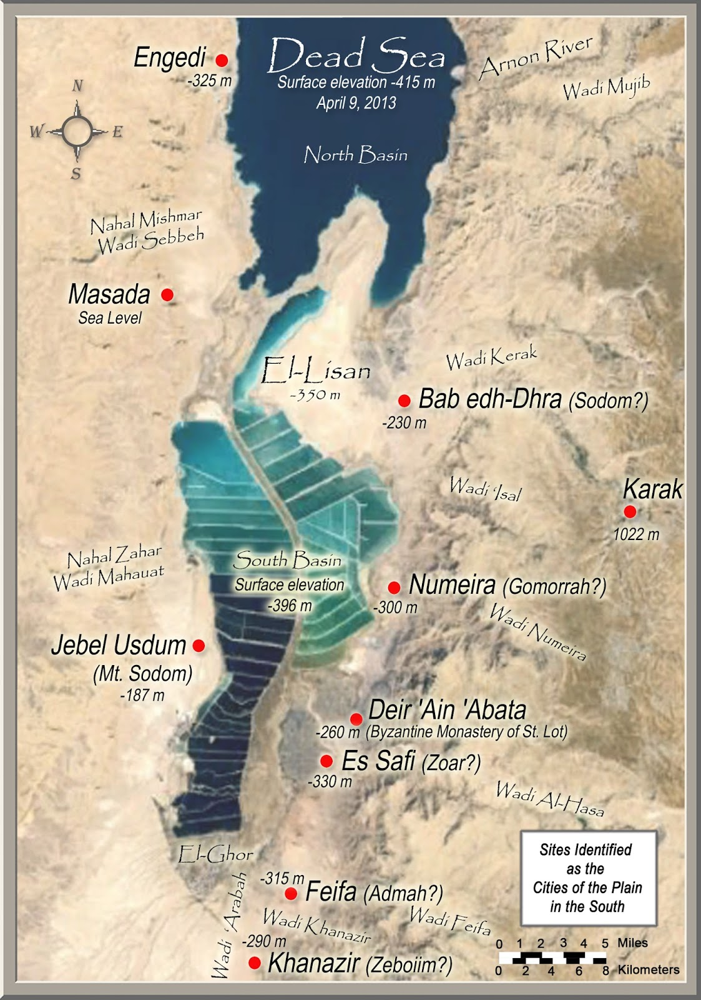 Dead Sea
Surface elevation -415 m
April 9, 2013
Engedi
-325 m
Arnon River
Wadi Mujib
N
W
E
S
North Basin
Nahal Mishmar
Wadi Sebbeh
Masada
Sea Level
El-Lisan
-350 m
Wadi Kerak
Bab edh-Dhra (Sodom?)
-230 m
Wadi 'Isal
Karak
1022 m
Nahal Zahar
Wadi Mahauat
South Basin
Surface elevation
-396 m
Numeira (Gomorrah?)
-300 m
Wadi Numeira
Jebel Usdum
(Mt. Sodom)
-187 m
Deir 'Ain 'Abata
-260 m (Byzantine Monastery of St. Lot)
Es Safi (Zoar?)
-330 m
Wadi Al-Hasa
El-Ghor
Wadi 'Arabah
-315 m
Feifa (Admah?)
Wadi Khanazir
Wadi Feifa
-290 m
Khanazir (Zeboiim?)
Sites Identified
as the
Cities of the Plain
in the South
0 1 2 3 4 5 Miles
0 2 4 6 8 Kilometers